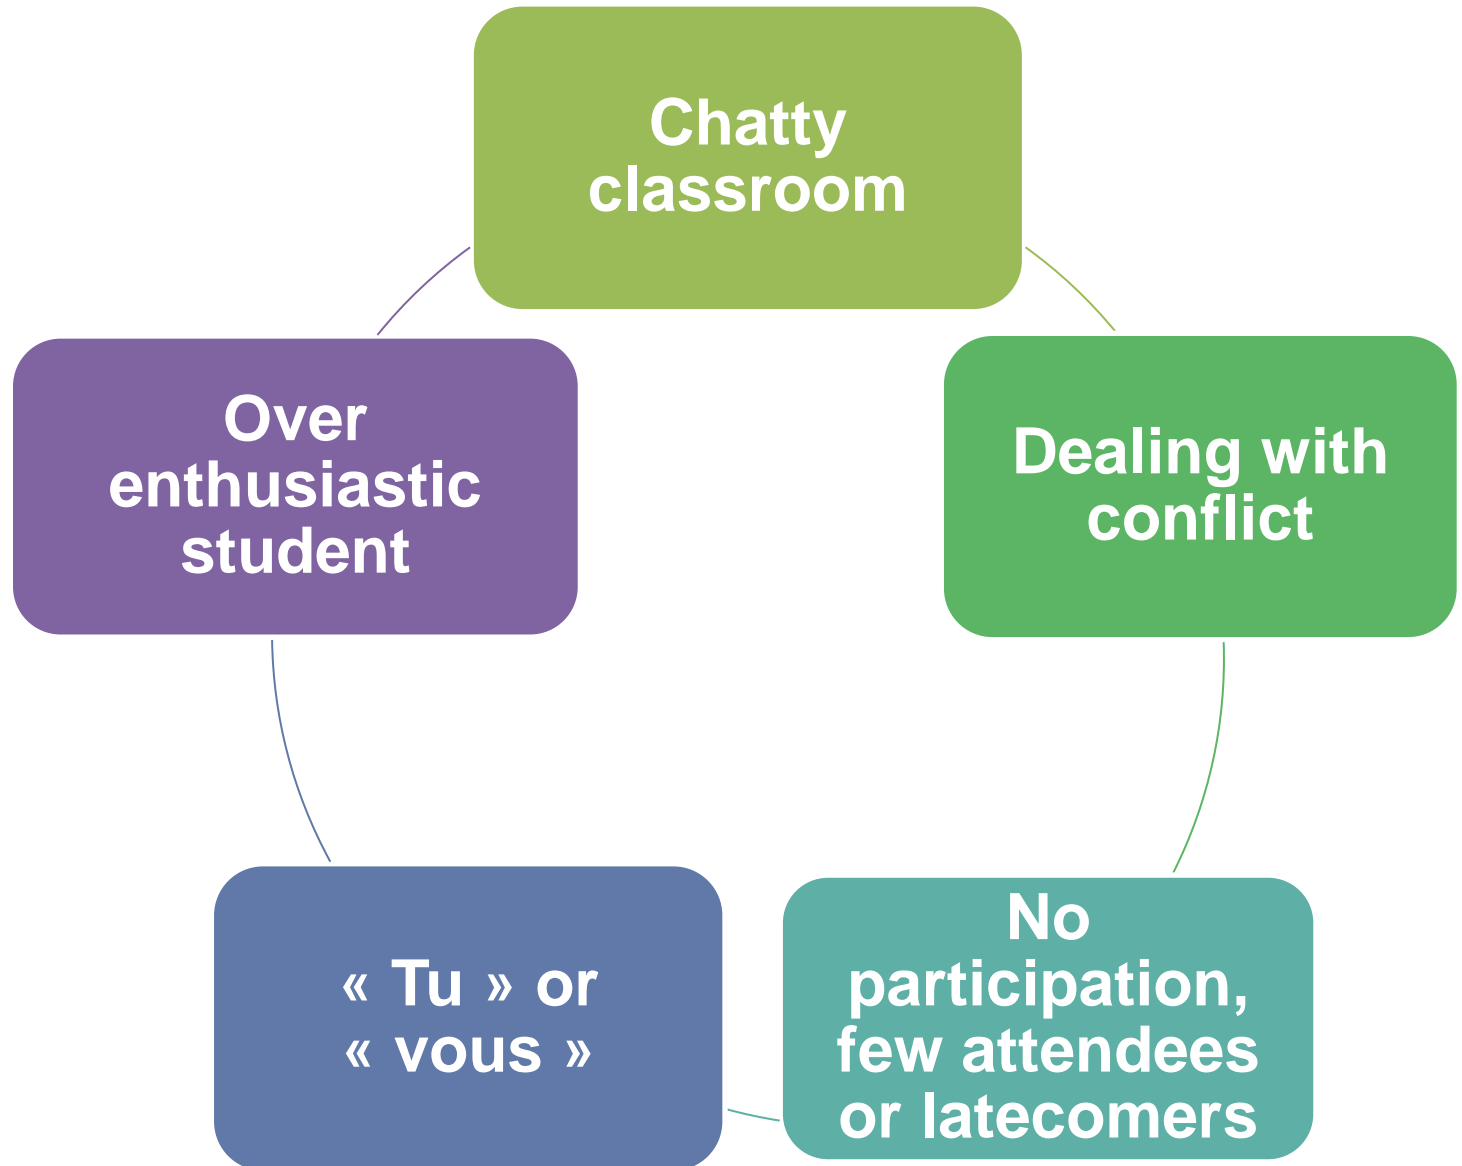 Chatty
classroom
Dealing with
conflict
No
participation,
few attendees
or latecomers
« Tu » or
« vous »
Over
enthusiastic
student